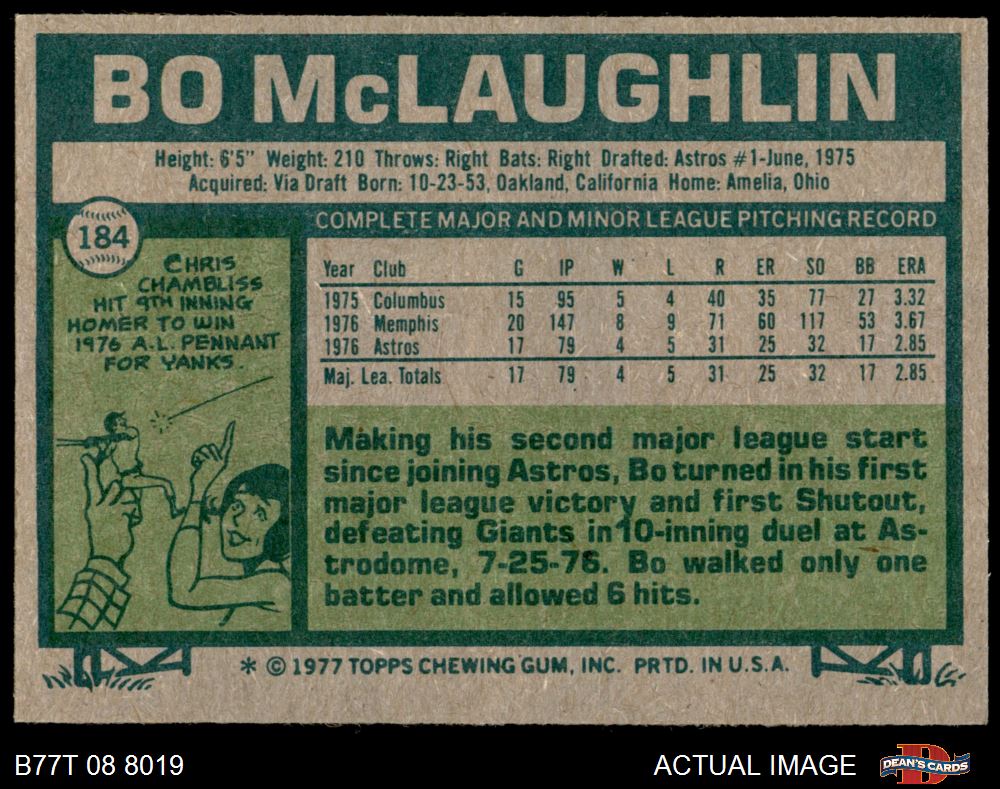 BO McLAUGHLIN
Height: 6'5" Weight: 210 Throws: Right Bats: Right Drafted: Astros #1-June, 1975
Acquired: Via Draft Born: 10-23-53, Oakland, California Home: Amelia, Ohio
184
COMPLETE MAJOR AND MINOR LEAGUE PITCHING RECORD
CHRIS
CHAMBLISS
HIT 9TH INNING
HOMER TO WIN
1976 A.L. PENNANT
FOR YANKS.
Year Club G IP W L R ER SO BB ERA
1975 Columbus 15 95 5 4 40 35 77 27 3.32
1976 Memphis 20 147 8 9 71 60 117 53 3.67
1976 Astros 17 79 4 5 31 25 32 17 2.85
Maj. Lea. Totals 17 79 4 5 31 25 32 17 2.85
Making his second major league start
since joining Astros, Bo turned in his first
major league victory and first Shutout,
defeating Giants in 10-inning duel at As-
trodome, 7-25-76. Bo walked only one
batter and allowed 6 hits.
* © 1977 TOPPS CHEWING GUM, INC. PRTD. IN U.S.A.
B77T 08 8019
ACTUAL IMAGE
D
DEAN'S CARDS